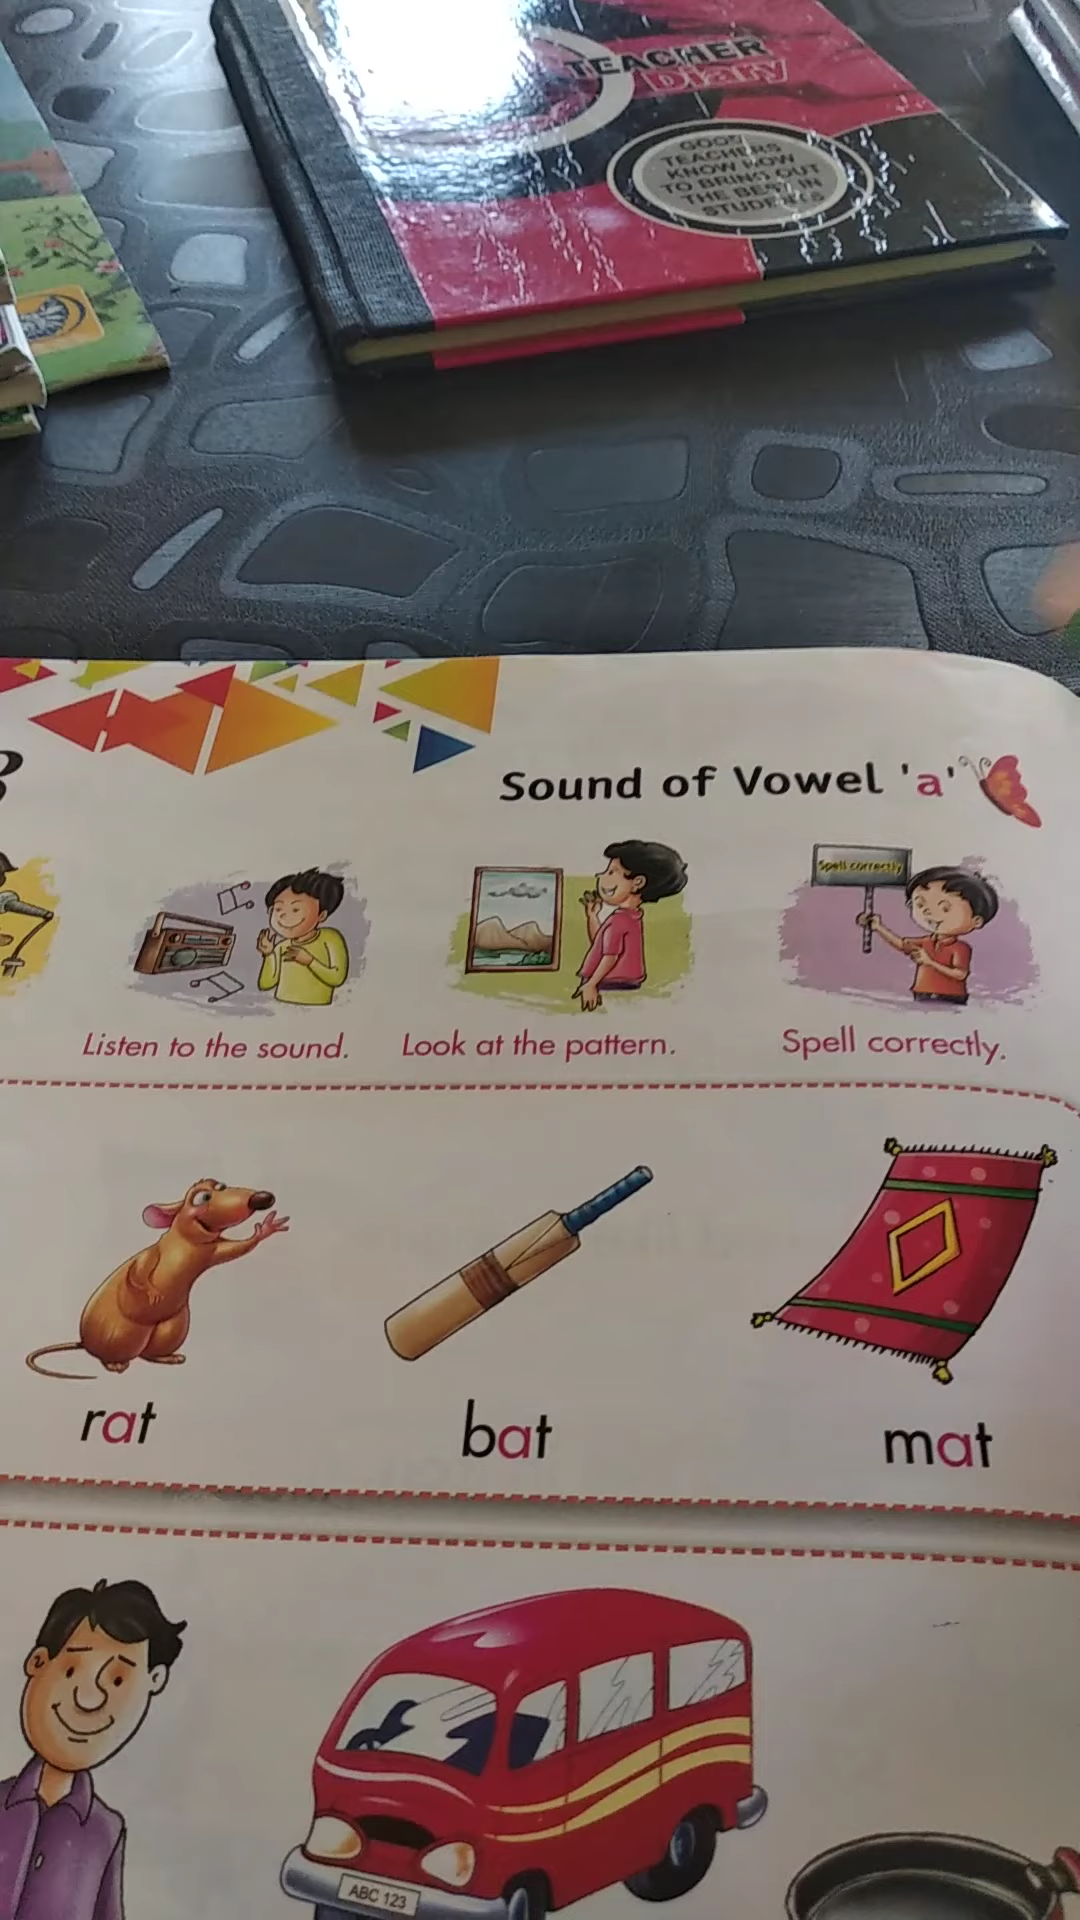 TEACHER
Diary
GOOD
TEACHERS
KNOW HOW
TO BRING OUT
THE BEST IN
STUDENTS
Sound of Vowel 'a'
Spell correctly
Listen to the sound.
Look at the pattern.
Spell correctly.
rat
bat
mat
ABC 123